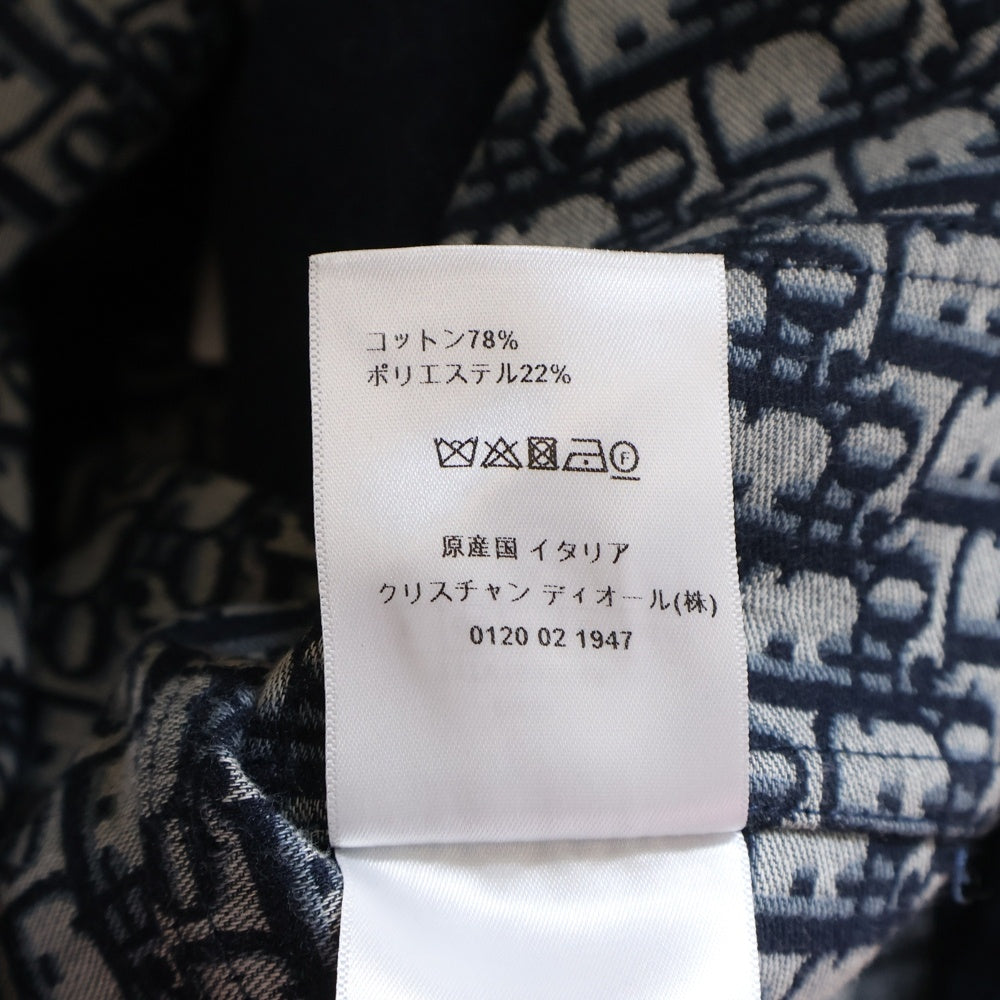 コットン78%
ポリエステル22%
F
原産国 イタリア
クリスチャン ディオール(株)
0120 02 1947